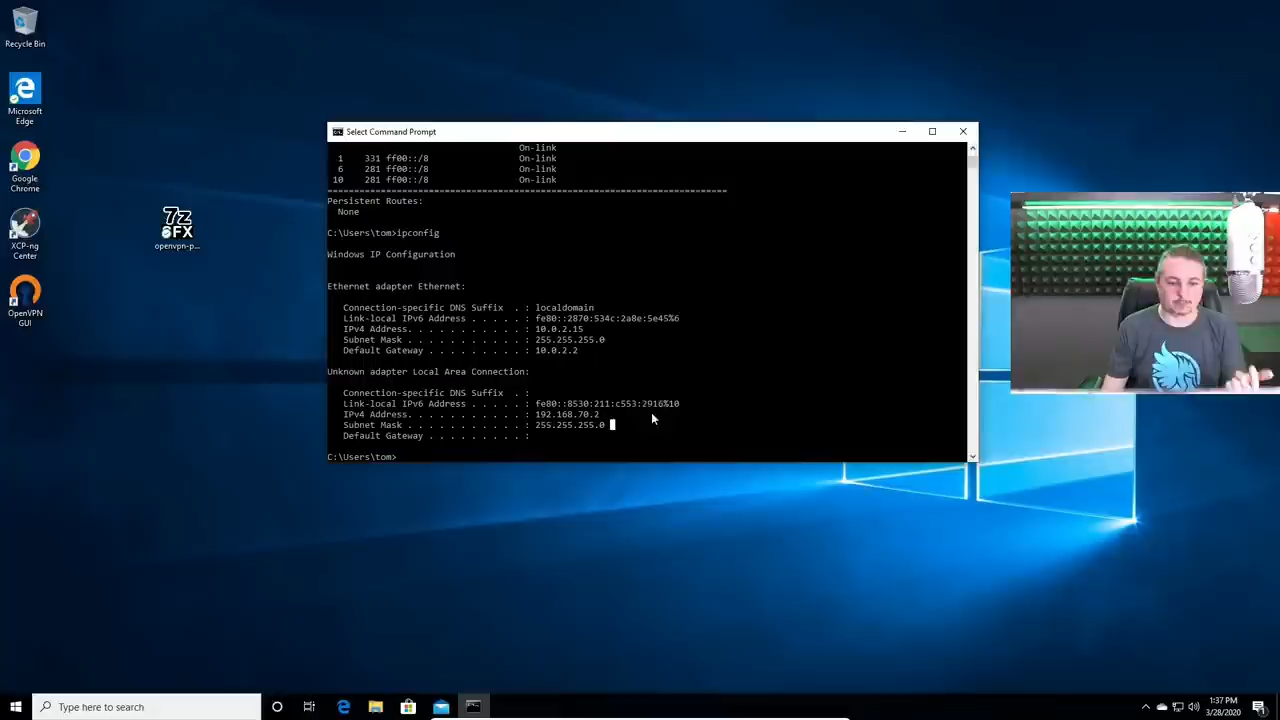 Recycle Bin
Microsoft
Edge
Google
Chrome
XCP-ng
Center
OpenVPN
GUI
7z
SFX
openvpn-p...
Select Command Prompt
On-link
1 331 ff00::/8 On-link
6 281 ff00::/8 On-link
10 281 ff00::/8 On-link
===========================================================================
Persistent Routes:
None
C:\Users\tom>ipconfig
Windows IP Configuration
Ethernet adapter Ethernet:
Connection-specific DNS Suffix . : localdomain
Link-local IPv6 Address . . . . . : fe80::2870:534c:2a8e:5e45%6
IPv4 Address. . . . . . . . . . . : 10.0.2.15
Subnet Mask . . . . . . . . . . . : 255.255.255.0
Default Gateway . . . . . . . . . : 10.0.2.2
Unknown adapter Local Area Connection:
Connection-specific DNS Suffix . :
Link-local IPv6 Address . . . . . : fe80::8530:211:c553:2916%10
IPv4 Address. . . . . . . . . . . : 192.168.70.2
Subnet Mask . . . . . . . . . . . : 255.255.255.0
Default Gateway . . . . . . . . . :
C:\Users\tom>
Type here to search
1:37 PM
3/28/2020